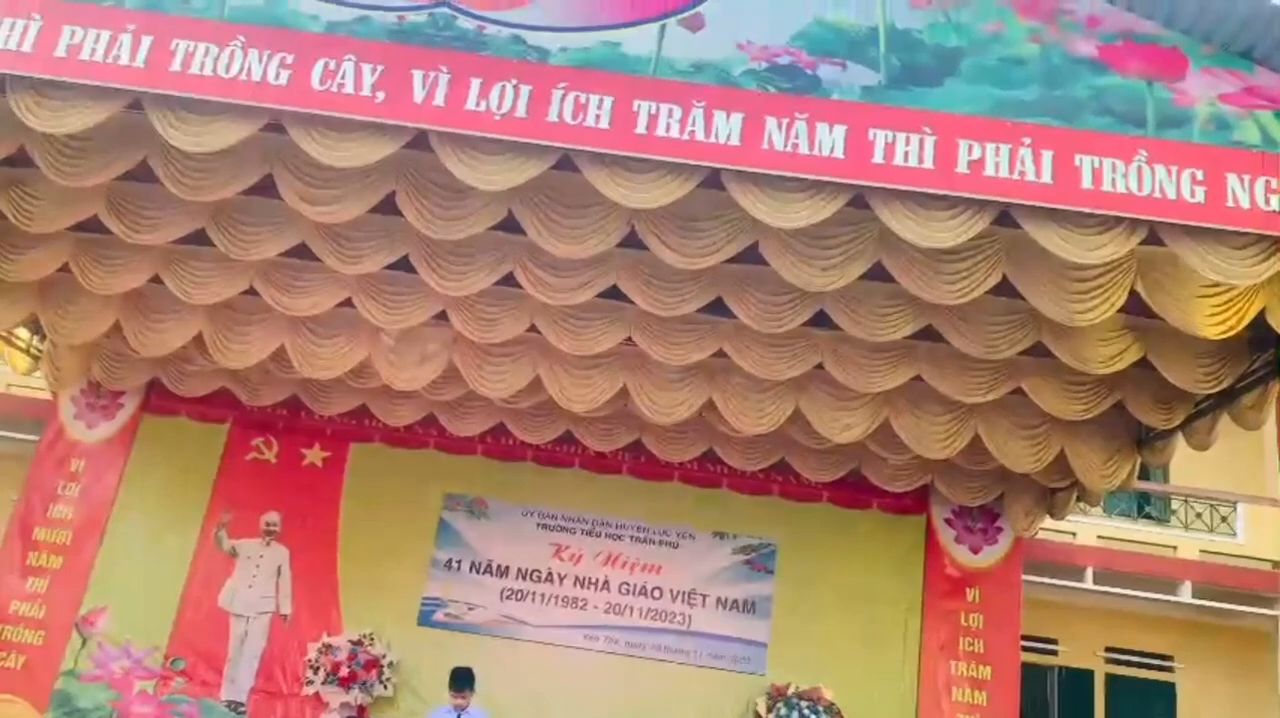 HÌ PHẢI TRỒNG CÂY, VÌ LỢI ÍCH TRĂM NĂM THÌ PHẢI TRỒNG NG
VÌ
LỢI
ÍCH
MƯỜI
NĂM
THÌ
PHẢI
TRỒNG
CÂY
ỦY BAN NHÂN DÂN HUYỆN LỤC YÊN
TRƯỜNG TIỂU HỌC TRẦN PHÚ
Kỷ Niệm
41 NĂM NGÀY NHÀ GIÁO VIỆT NAM
(20/11/1982 - 20/11/2023)
VÌ
LỢI
ÍCH
TRĂM
NĂM